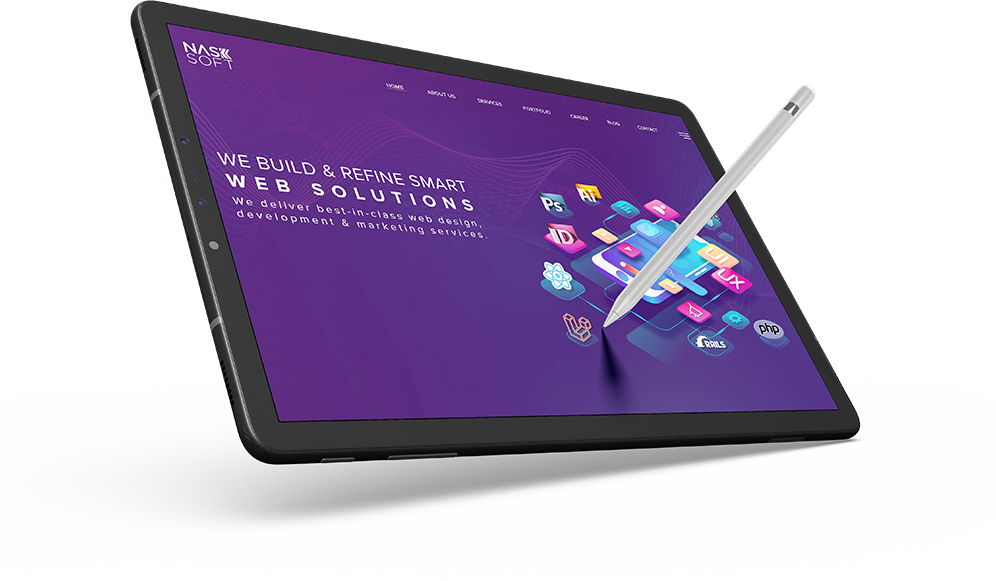 NASK
SOFT
HOME
ABOUT US
SERVICES
PORTFOLIO
CAREER
BLOG
CONTACT
WE BUILD & REFINE SMART
WEB SOLUTIONS
We deliver best-in-class web design,
development & marketing services.
Ps
Ai
ID
UI
UX
RAILS
php